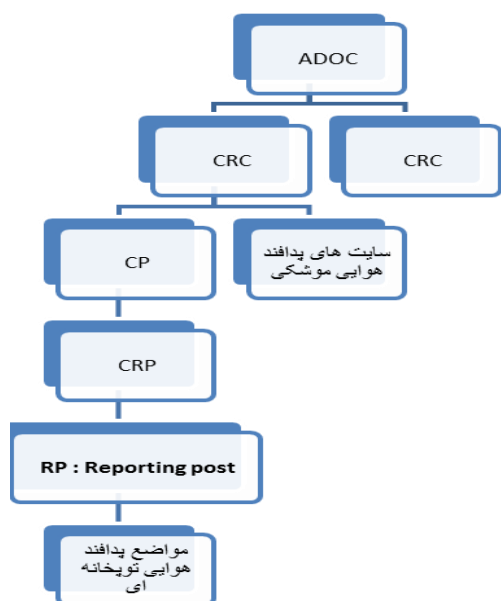 ADOC
CRC
CRC
CP
سایت های پدافند
هوایی موشکی
CRP
RP : Reporting post
مواضع پدافند
هوایی توپخانه
ای